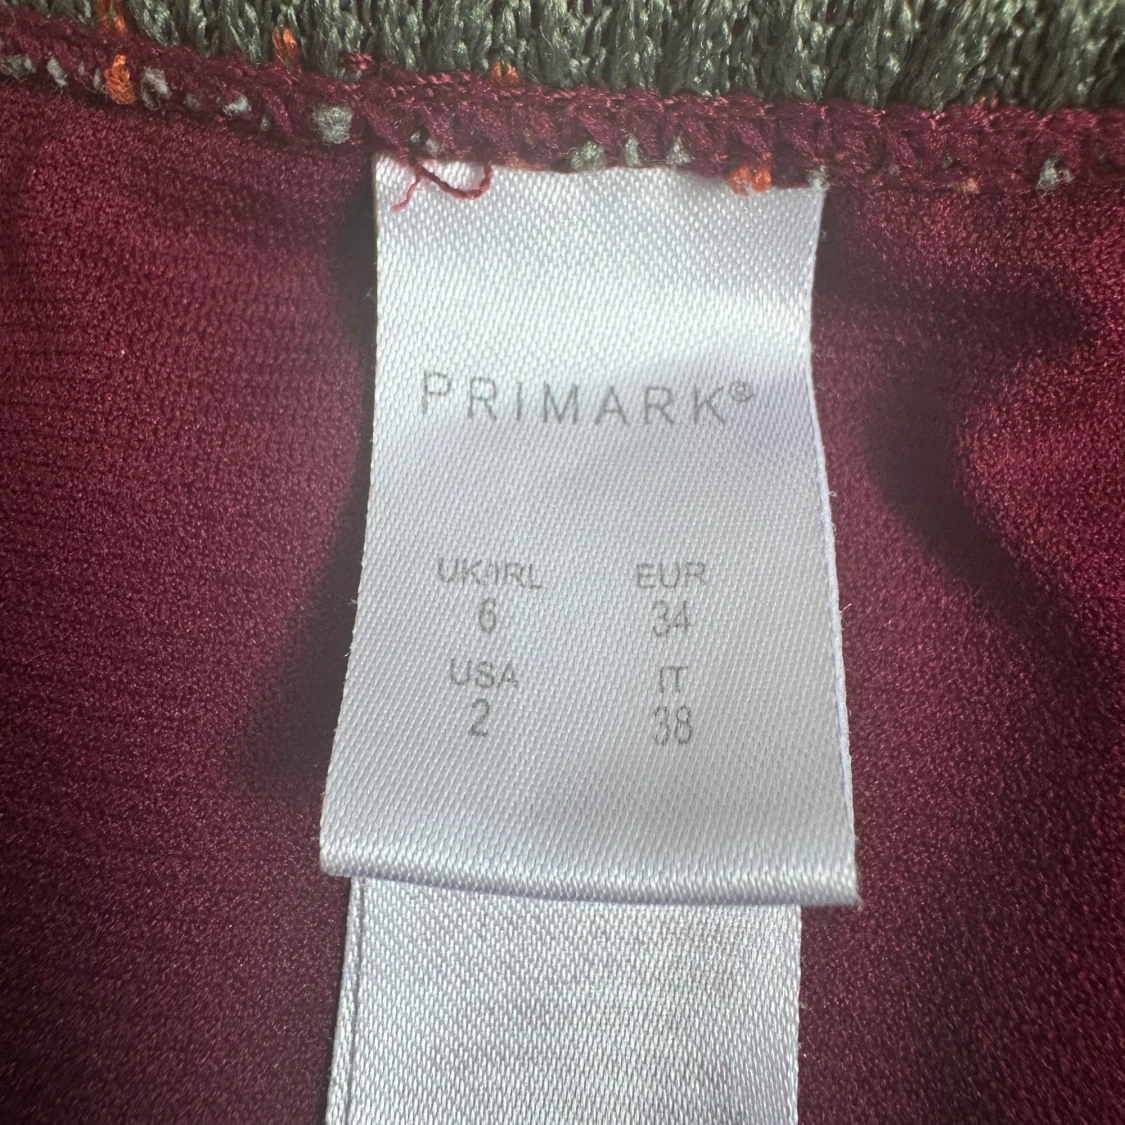 PRIMARK®
UK/IRL EUR
6 34
USA IT
2 38